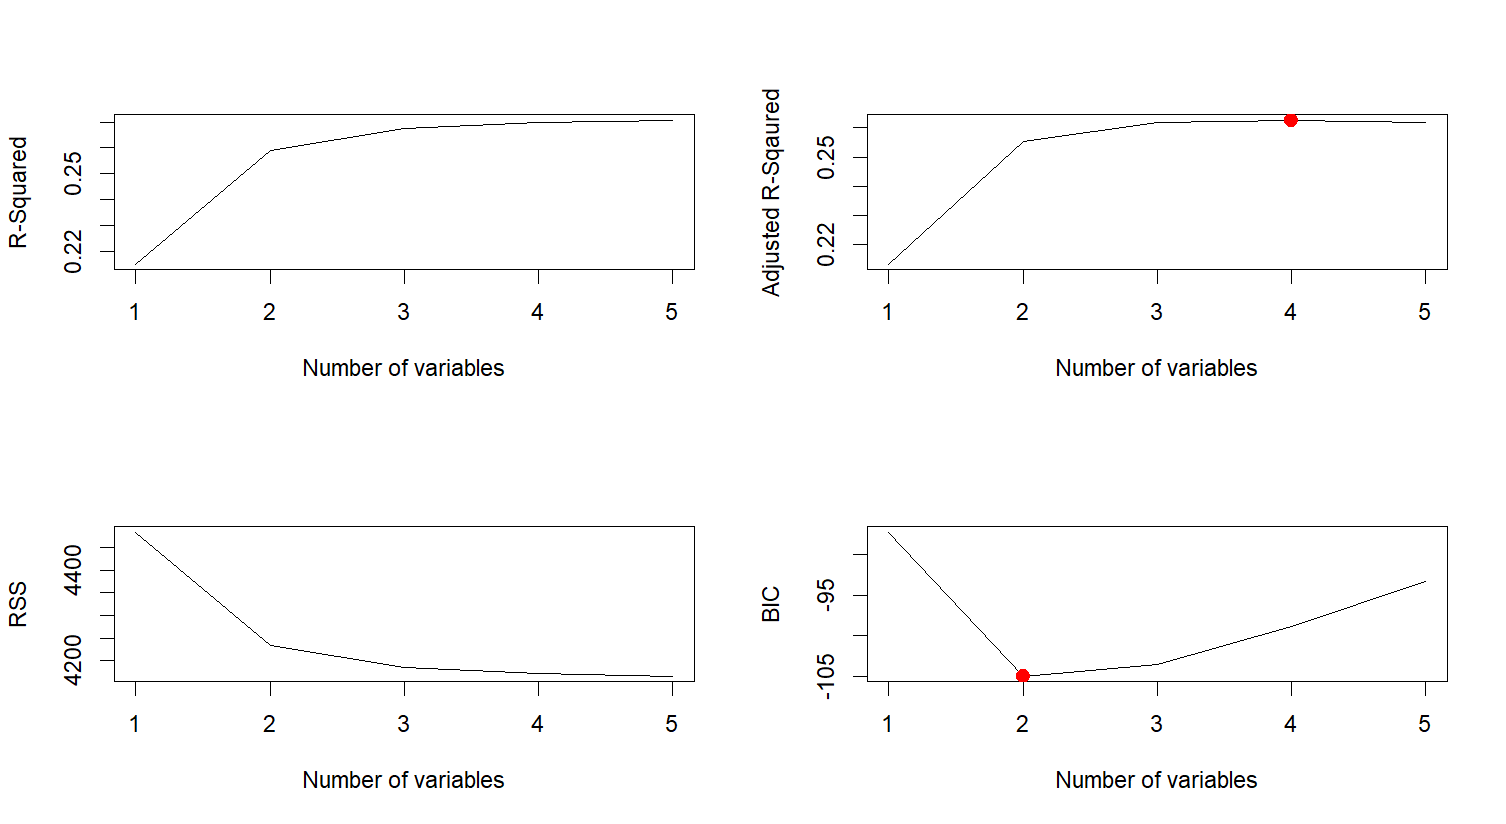 R-Squared
0.25
0.22
1 2 3 4 5
Number of variables
Adjusted R-Sqaured
0.25
0.22
1 2 3 4 5
Number of variables
RSS
4400
4200
1 2 3 4 5
Number of variables
BIC
-95
-105
1 2 3 4 5
Number of variables